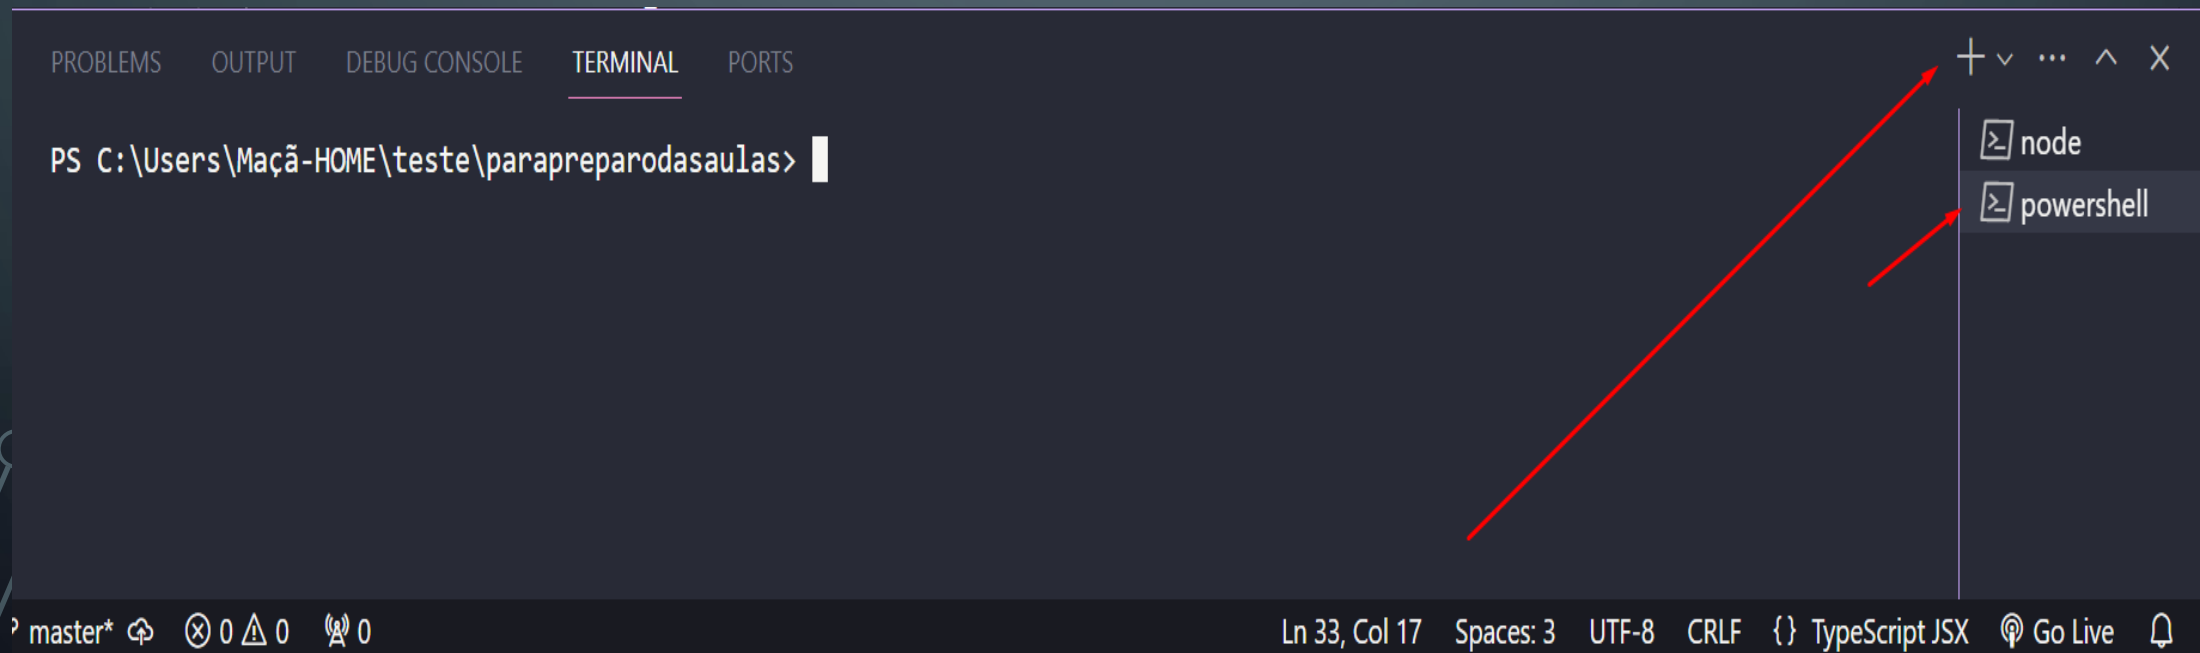 PROBLEMS OUTPUT DEBUG CONSOLE TERMINAL PORTS
PS C:\Users\Maçã-HOME\teste\parapreparodasaulas>
node
powershell
master* 0 0 0 Ln 33, Col 17 Spaces: 3 UTF-8 CRLF {} TypeScript JSX Go Live